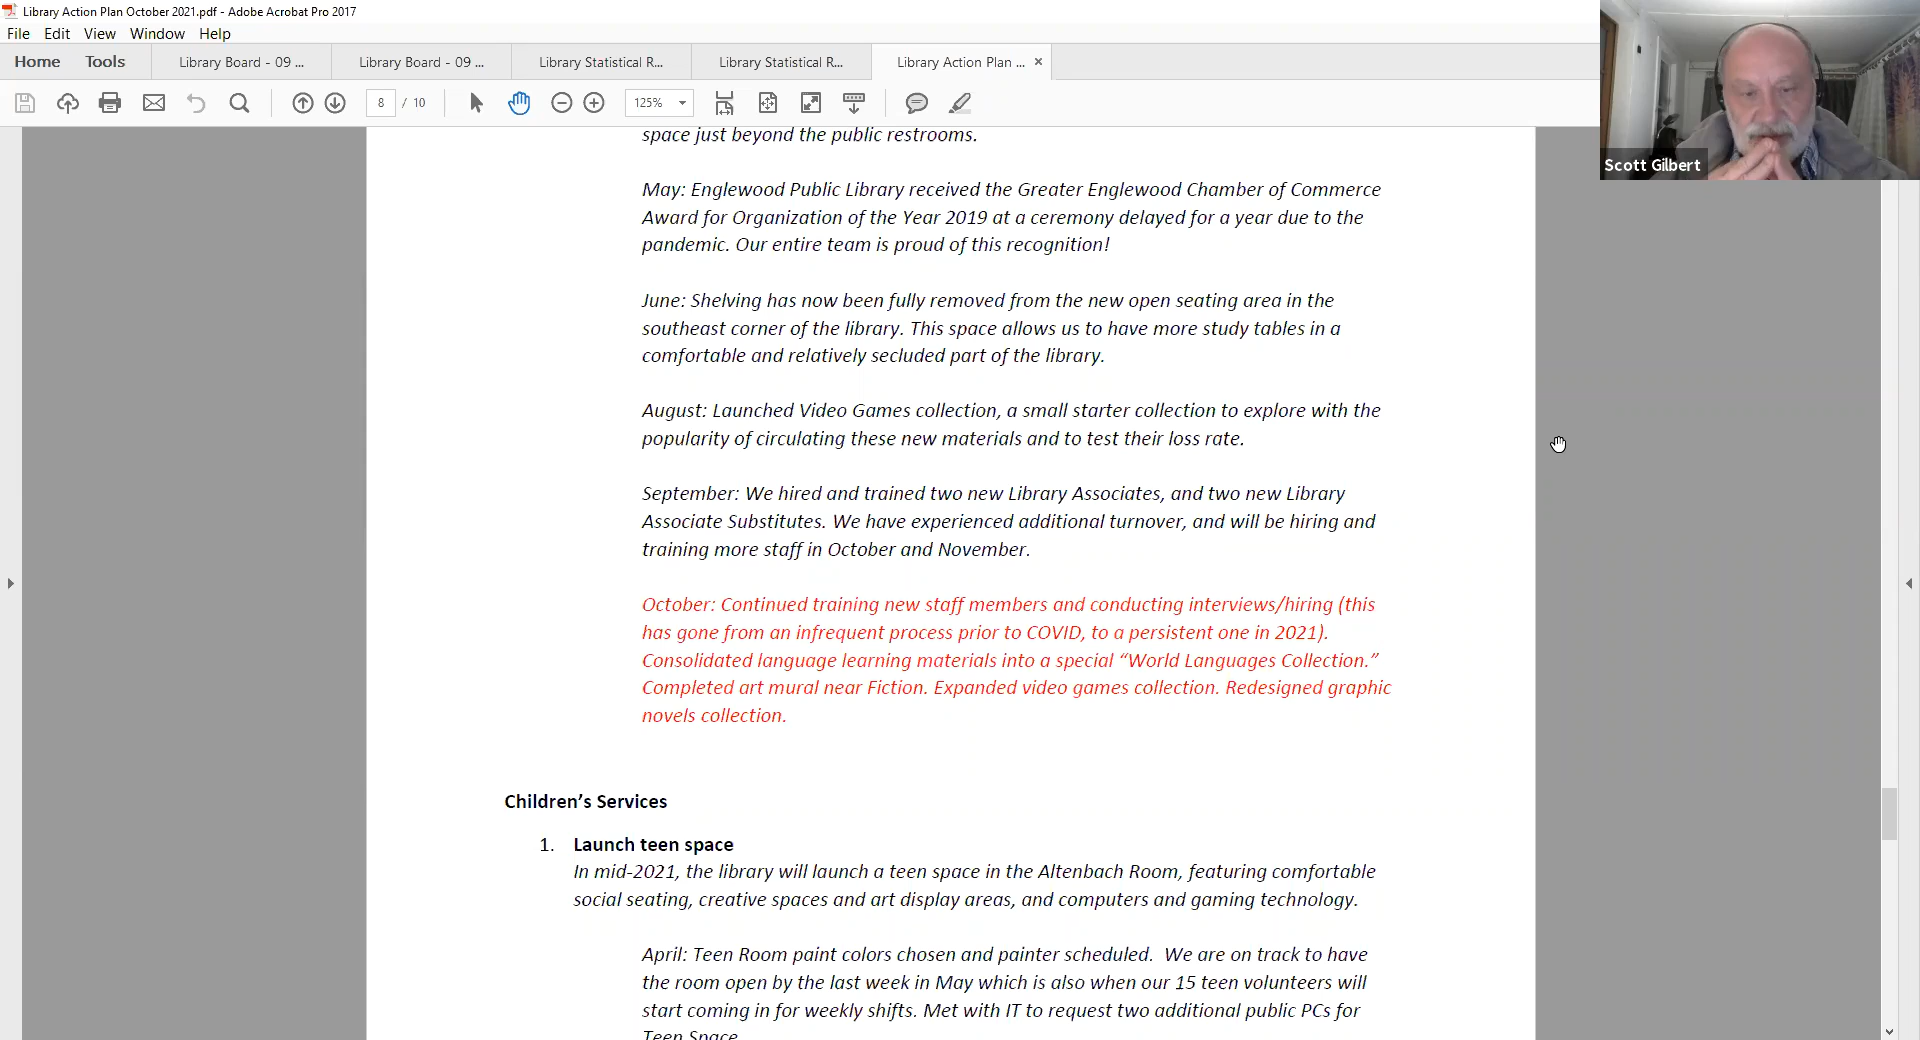 Library Action Plan October 2021.pdf - Adobe Acrobat Pro 2017
File Edit View Window Help
Home Tools Library Board - 09 ... Library Board - 09 ... Library Statistical R... Library Statistical R... Library Action Plan ... ×
8 / 10 125%
Scott Gilbert
space just beyond the public restrooms.
May: Englewood Public Library received the Greater Englewood Chamber of Commerce
Award for Organization of the Year 2019 at a ceremony delayed for a year due to the
pandemic. Our entire team is proud of this recognition!
June: Shelving has now been fully removed from the new open seating area in the
southeast corner of the library. This space allows us to have more study tables in a
comfortable and relatively secluded part of the library.
August: Launched Video Games collection, a small starter collection to explore with the
popularity of circulating these new materials and to test their loss rate.
September: We hired and trained two new Library Associates, and two new Library
Associate Substitutes. We have experienced additional turnover, and will be hiring and
training more staff in October and November.
October: Continued training new staff members and conducting interviews/hiring (this
has gone from an infrequent process prior to COVID, to a persistent one in 2021).
Consolidated language learning materials into a special “World Languages Collection.”
Completed art mural near Fiction. Expanded video games collection. Redesigned graphic
novels collection.
Children’s Services
1. Launch teen space
In mid-2021, the library will launch a teen space in the Altenbach Room, featuring comfortable
social seating, creative spaces and art display areas, and computers and gaming technology.
April: Teen Room paint colors chosen and painter scheduled. We are on track to have
the room open by the last week in May which is also when our 15 teen volunteers will
start coming in for weekly shifts. Met with IT to request two additional public PCs for
Teen Space